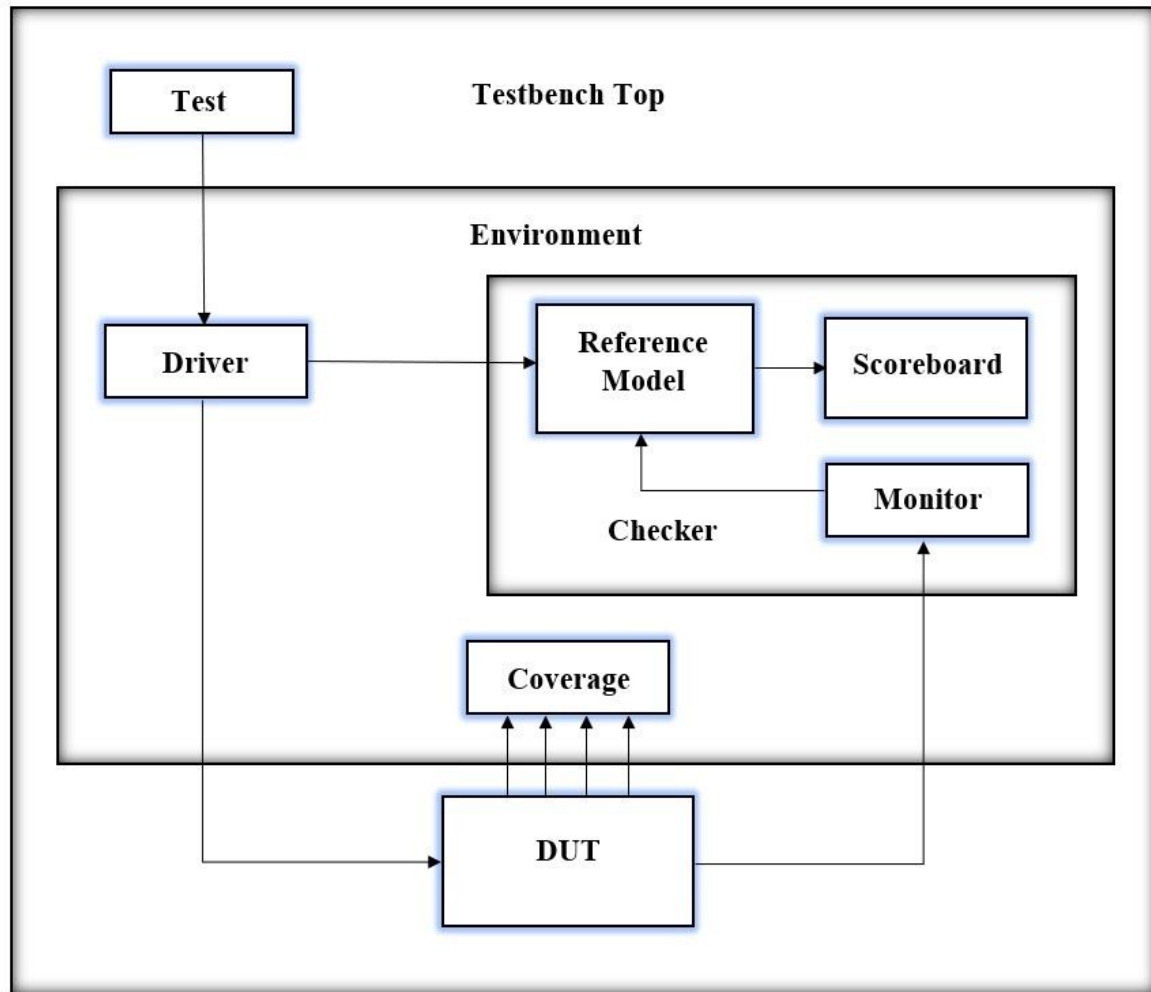 Test
Testbench Top
Environment
Driver
Reference
Model
Scoreboard
Monitor
Checker
Coverage
DUT